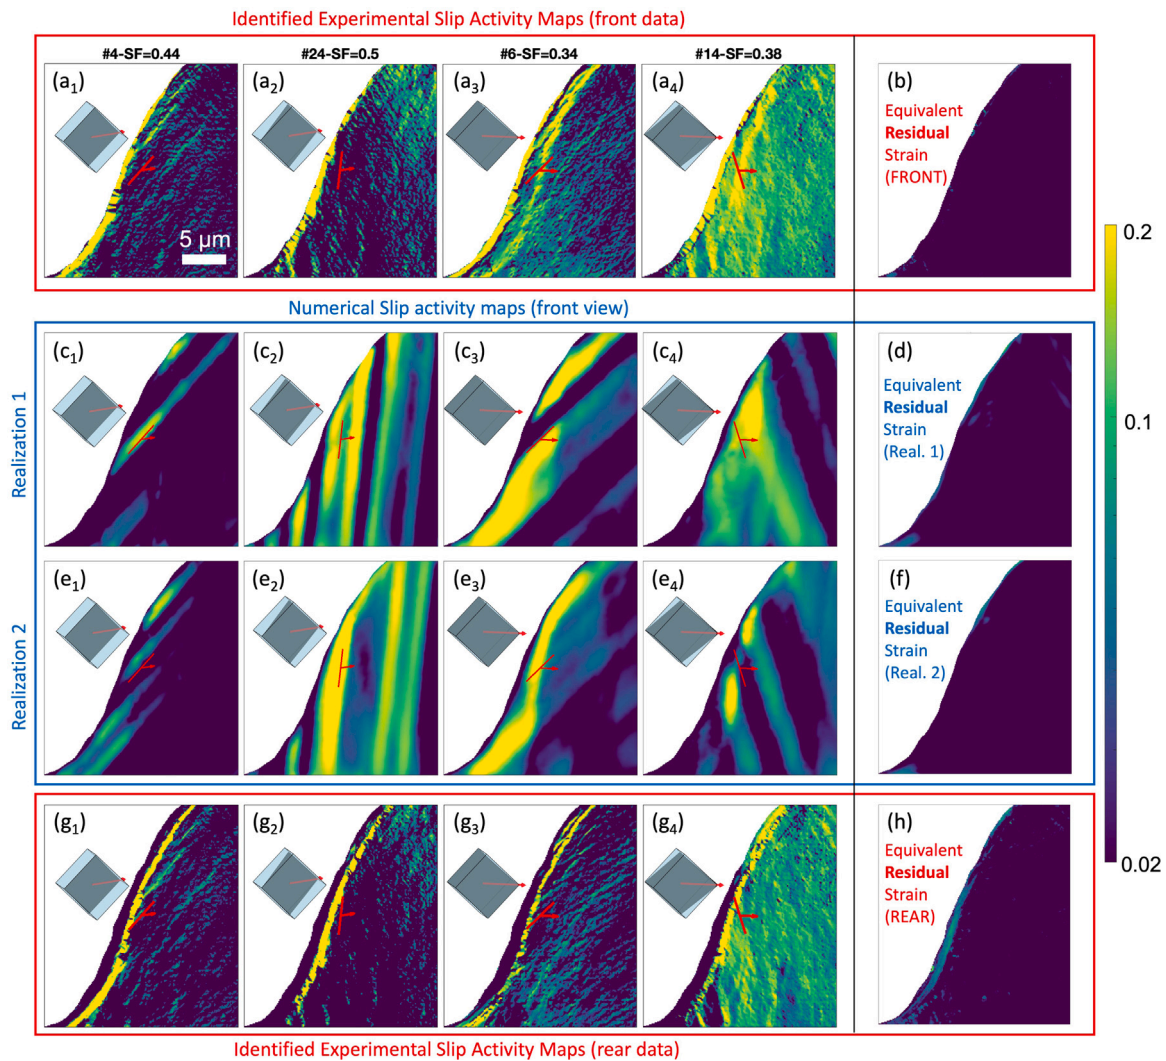 Identified Experimental Slip Activity Maps (front data)
#4-SF=0.44
#24-SF=0.5
#6-SF=0.34
#14-SF=0.38
(a1)
(a2)
(a3)
(a4)
(b)
Equivalent
Residual
Strain
(FRONT)
5 µm
Numerical Slip activity maps (front view)
Realization 1
(c1)
(c2)
(c3)
(c4)
(d)
Equivalent
Residual
Strain
(Real. 1)
Realization 2
(e1)
(e2)
(e3)
(e4)
(f)
Equivalent
Residual
Strain
(Real. 2)
(g1)
(g2)
(g3)
(g4)
(h)
Equivalent
Residual
Strain
(REAR)
Identified Experimental Slip Activity Maps (rear data)
0.2
0.1
0.02